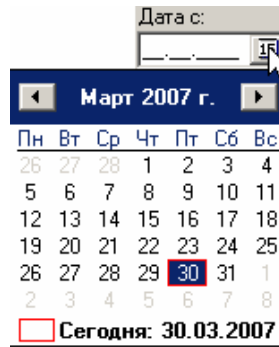 Дата с:
__.__.____ 15
Март 2007 г.
Пн Вт Ср Чт Пт Сб Вс
26 27 28 1 2 3 4
5 6 7 8 9 10 11
12 13 14 15 16 17 18
19 20 21 22 23 24 25
26 27 28 29 30 31 1
2 3 4 5 6 7 8
Сегодня: 30.03.2007